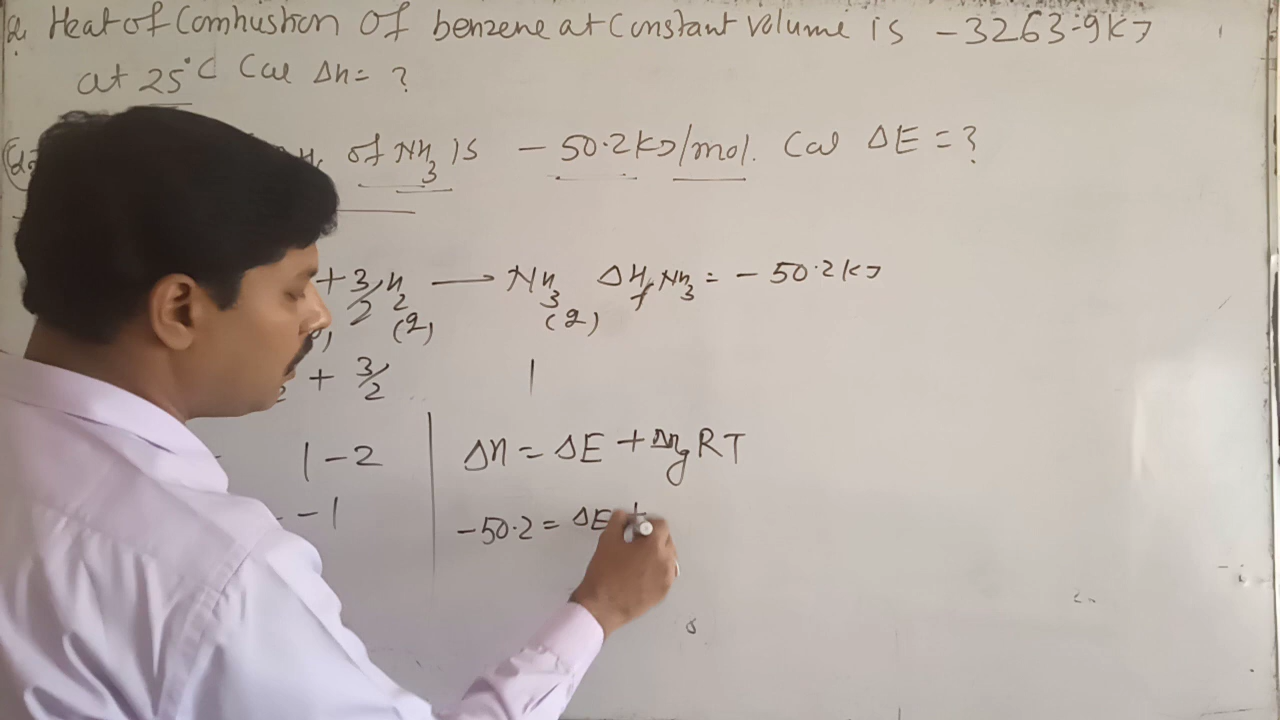 Q. Heat of Combustion Of benzene at Constant Volume is -3263.9KJ
at 25°C Cal Δh= ?
of Nh3 is - 50.2KJ/mol. Cal ΔE = ?
+ 3/2 h2 → Nh3 ΔHf Nh3 = - 50.2KJ
(g) (g)
+ 3/2 1
1-2 Δh = ΔE + Δng RT
- -1 -50.2 = ΔE +